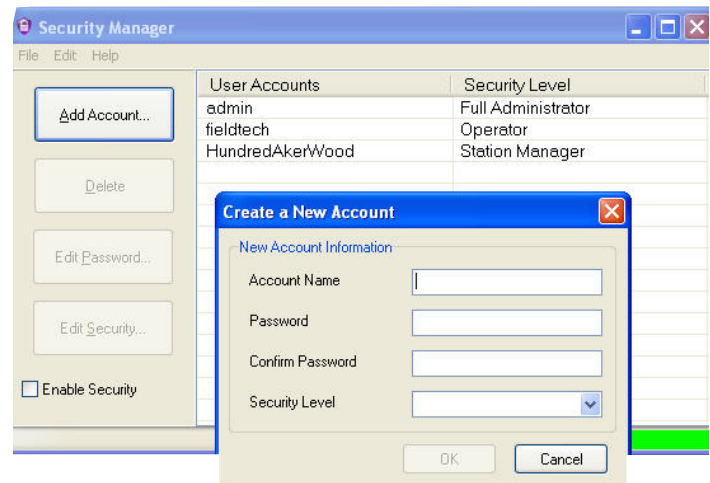 Security Manager
File Edit Help
Add Account...
Delete
Edit Password...
Edit Security...
Enable Security
User Accounts Security Level
admin Full Administrator
fieldtech Operator
HundredAkerWood Station Manager
Create a New Account
New Account Information
Account Name
Password
Confirm Password
Security Level
OK Cancel